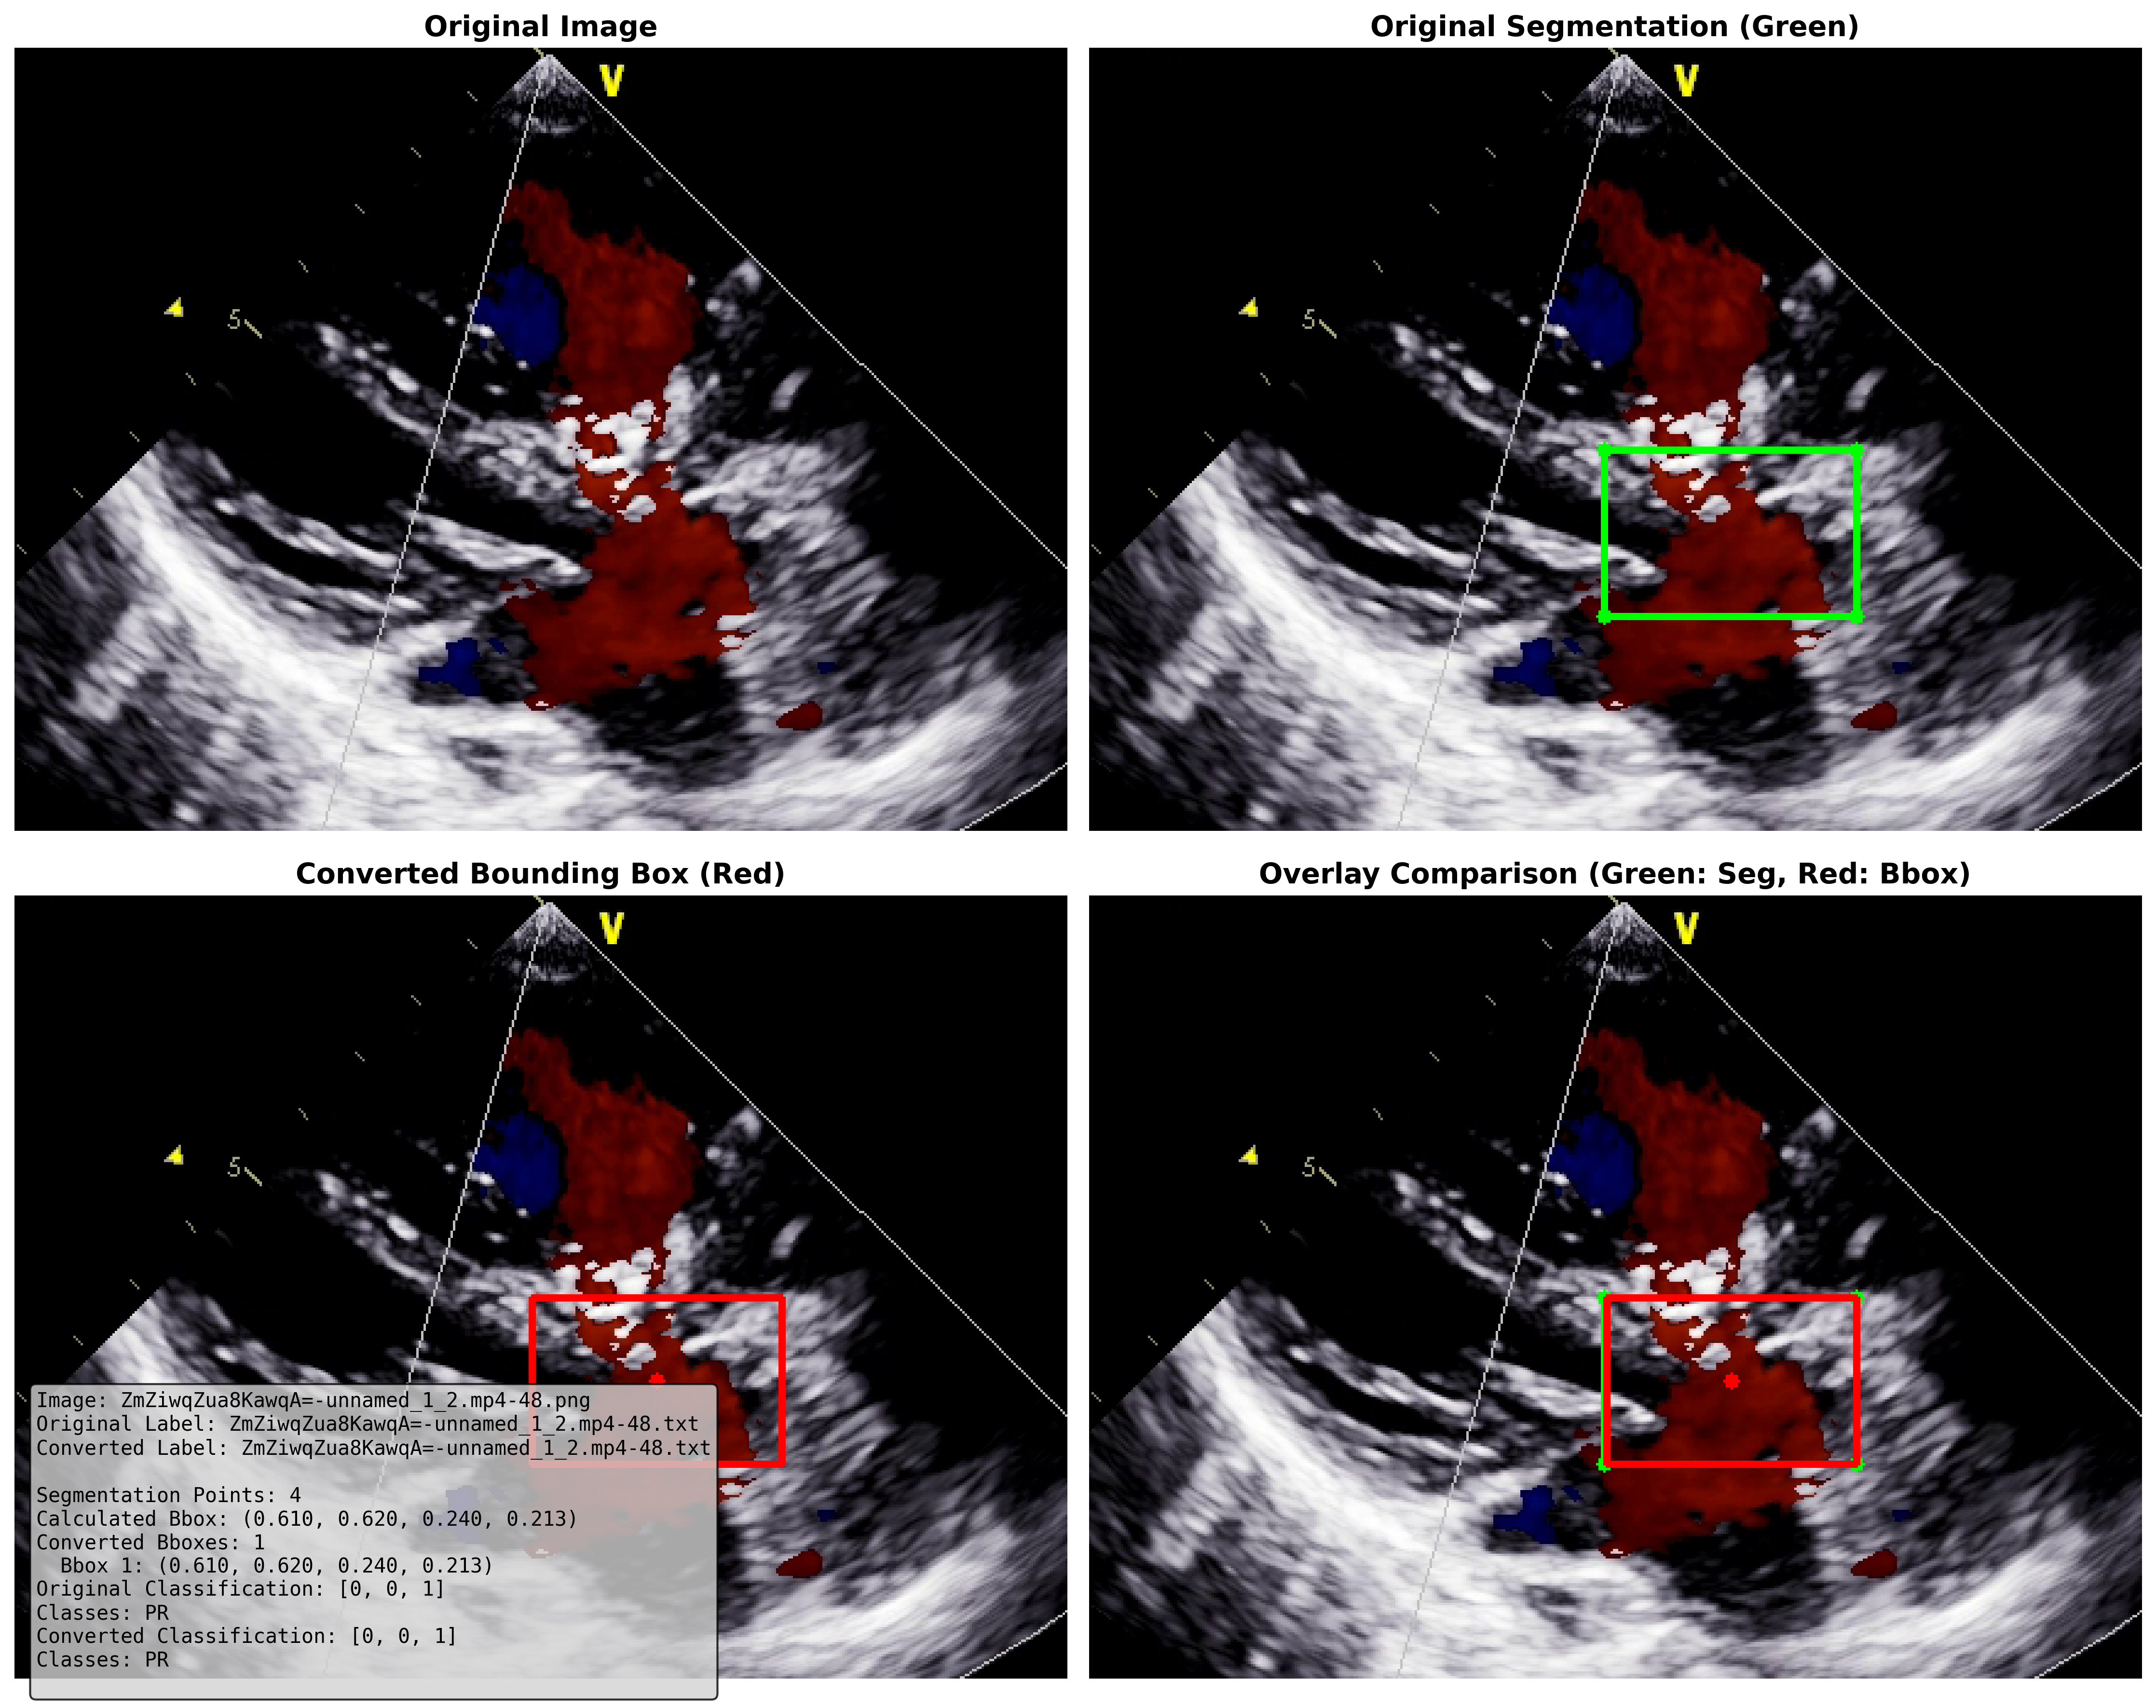 Original Image
Original Segmentation (Green)
V
5
V
5
Converted Bounding Box (Red)
Overlay Comparison (Green: Seg, Red: Bbox)
V
5
V
5
Image: ZmZiwqZua8KawqA=-unnamed_1_2.mp4-48.png
Original Label: ZmZiwqZua8KawqA=-unnamed_1_2.mp4-48.txt
Converted Label: ZmZiwqZua8KawqA=-unnamed_1_2.mp4-48.txt
Segmentation Points: 4
Calculated Bbox: (0.610, 0.620, 0.240, 0.213)
Converted Bboxes: 1
Bbox 1: (0.610, 0.620, 0.240, 0.213)
Original Classification: [0, 0, 1]
Classes: PR
Converted Classification: [0, 0, 1]
Classes: PR